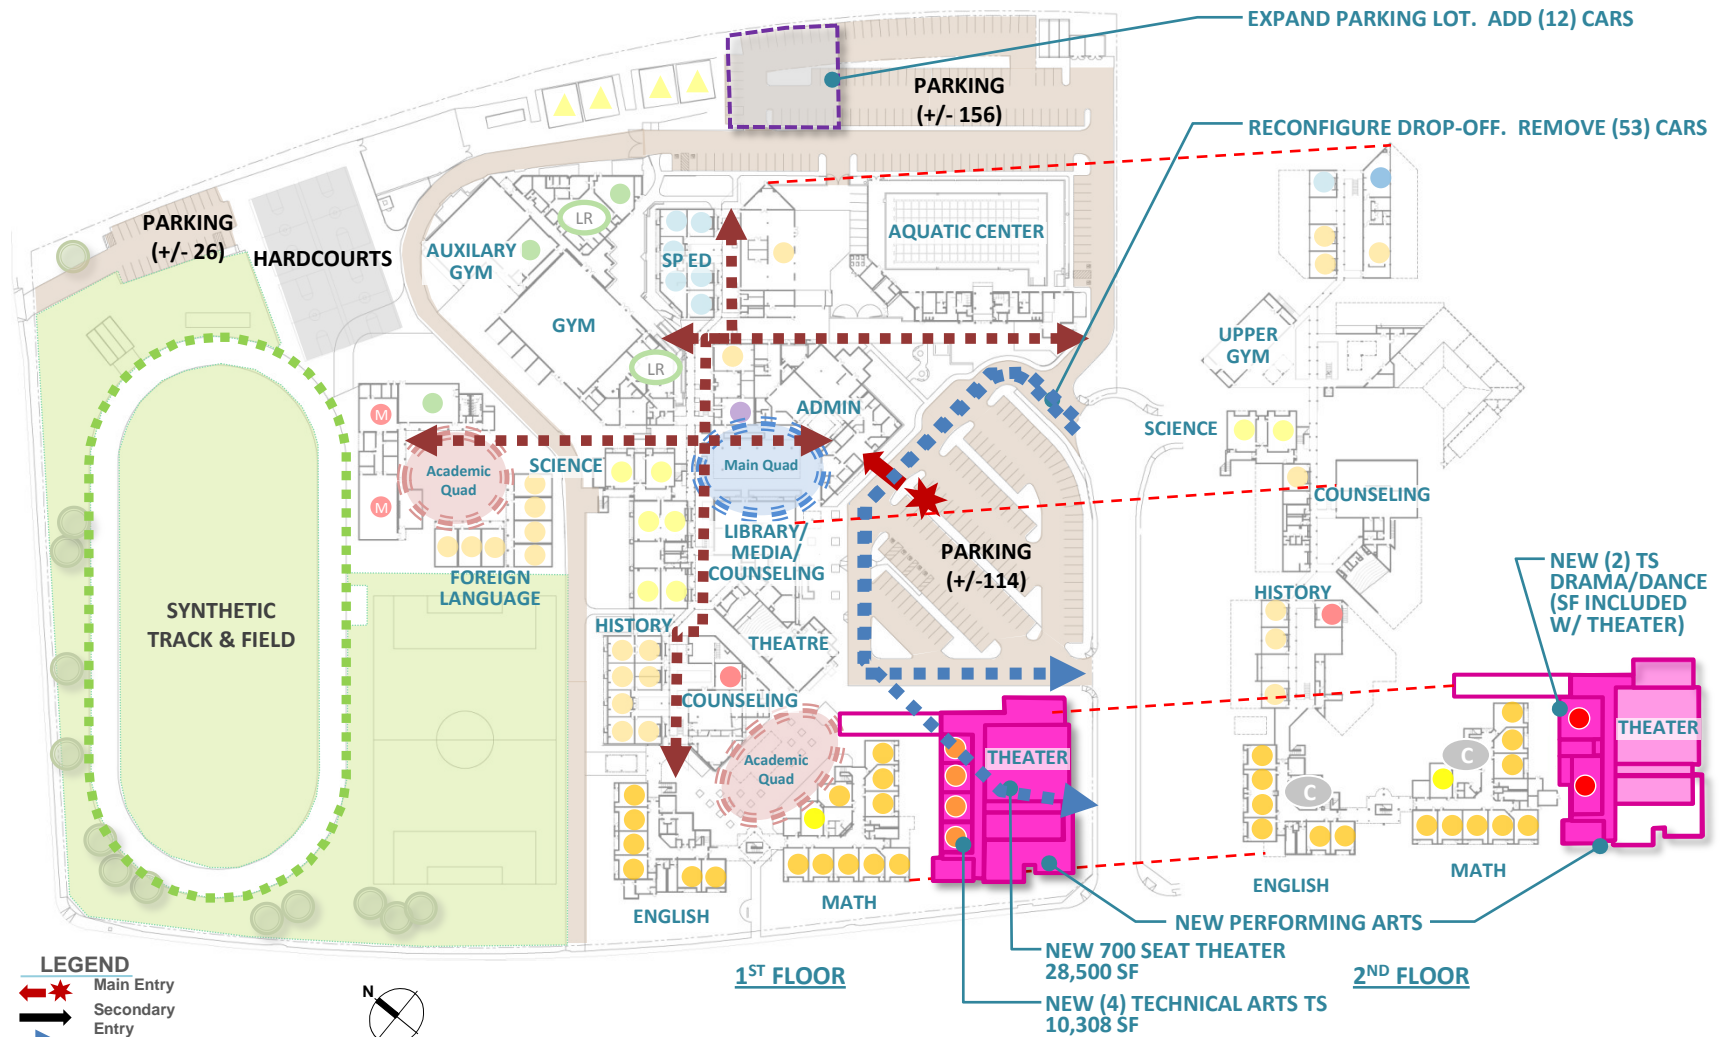 EXPAND PARKING LOT. ADD (12) CARS
PARKING
(+/- 156)
RECONFIGURE DROP-OFF. REMOVE (53) CARS
PARKING
(+/- 26)
HARDCOURTS
LR
AUXILARY
GYM
SP ED
AQUATIC CENTER
GYM
UPPER
GYM
LR
M
ADMIN
SCIENCE
Academic
Quad
SCIENCE
Main Quad
COUNSELING
M
LIBRARY/
MEDIA/
COUNSELING
PARKING
(+/-114)
FOREIGN
LANGUAGE
NEW (2) TS
DRAMA/DANCE
(SF INCLUDED
W/ THEATER)
SYNTHETIC
TRACK & FIELD
HISTORY
HISTORY
THEATRE
COUNSELING
THEATER
THEATER
Academic
Quad
C
C
ENGLISH
MATH
ENGLISH
MATH
NEW PERFORMING ARTS
NEW 700 SEAT THEATER
28,500 SF
1ST FLOOR
2ND FLOOR
NEW (4) TECHNICAL ARTS TS
10,308 SF
LEGEND
Main Entry
Secondary
Entry
N